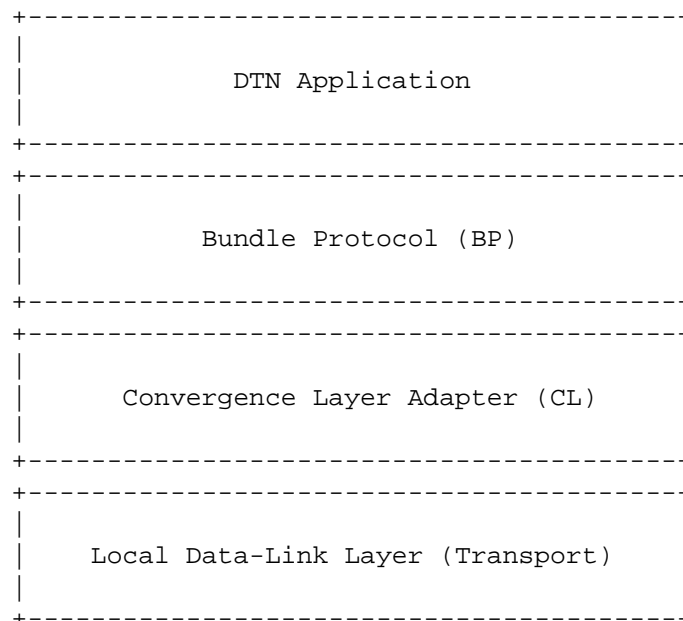 DTN Application
Bundle Protocol (BP)
Convergence Layer Adapter (CL)
Local Data-Link Layer (Transport)